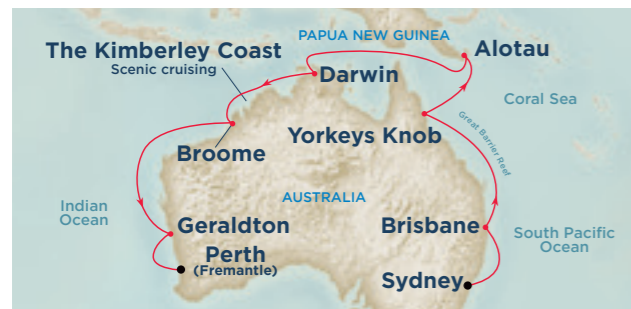 PAPUA NEW GUINEA
Alotau
The Kimberley Coast
Scenic cruising
Darwin
Coral Sea
Great Barrier Reef
Yorkeys Knob
Broome
AUSTRALIA
Indian
Ocean
Geraldton
Brisbane
South Pacific
Ocean
Perth
(Fremantle)
Sydney